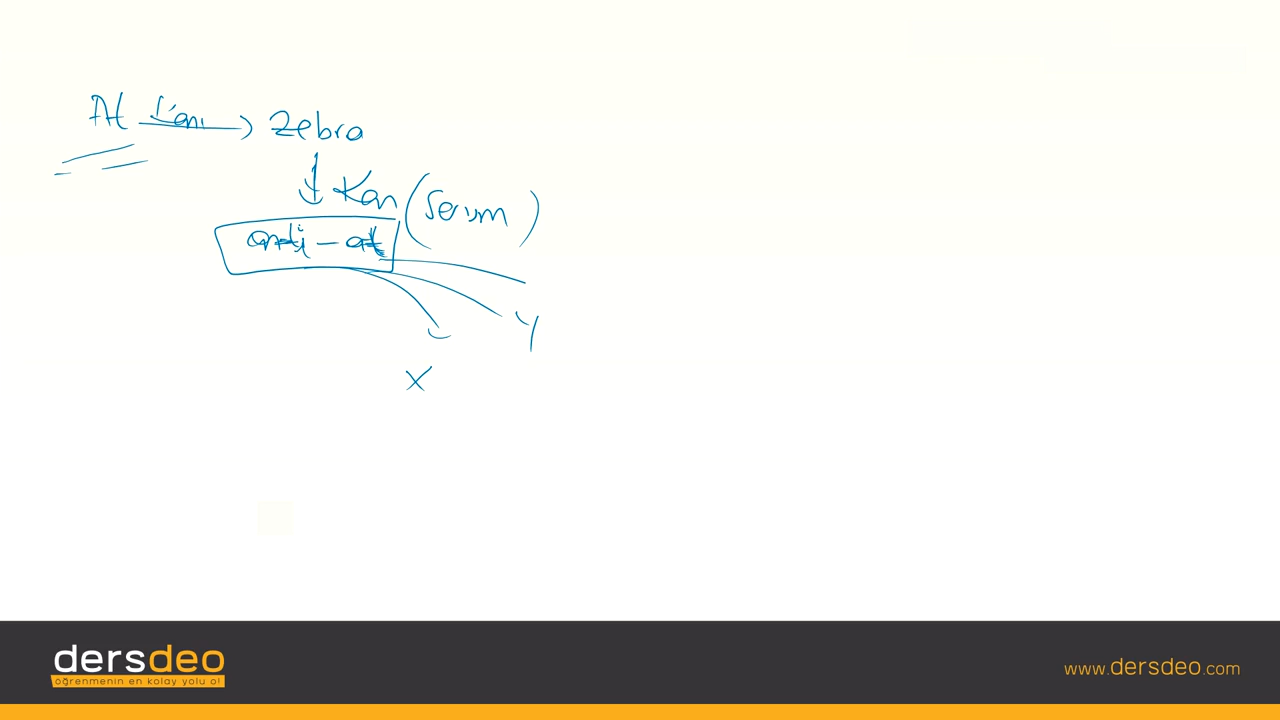 At kanı → Zebra
↓ Kan (Serum)
anti-at
Y
X
dersdeo
öğrenmenin en kolay yolu o!
www.dersdeo.com